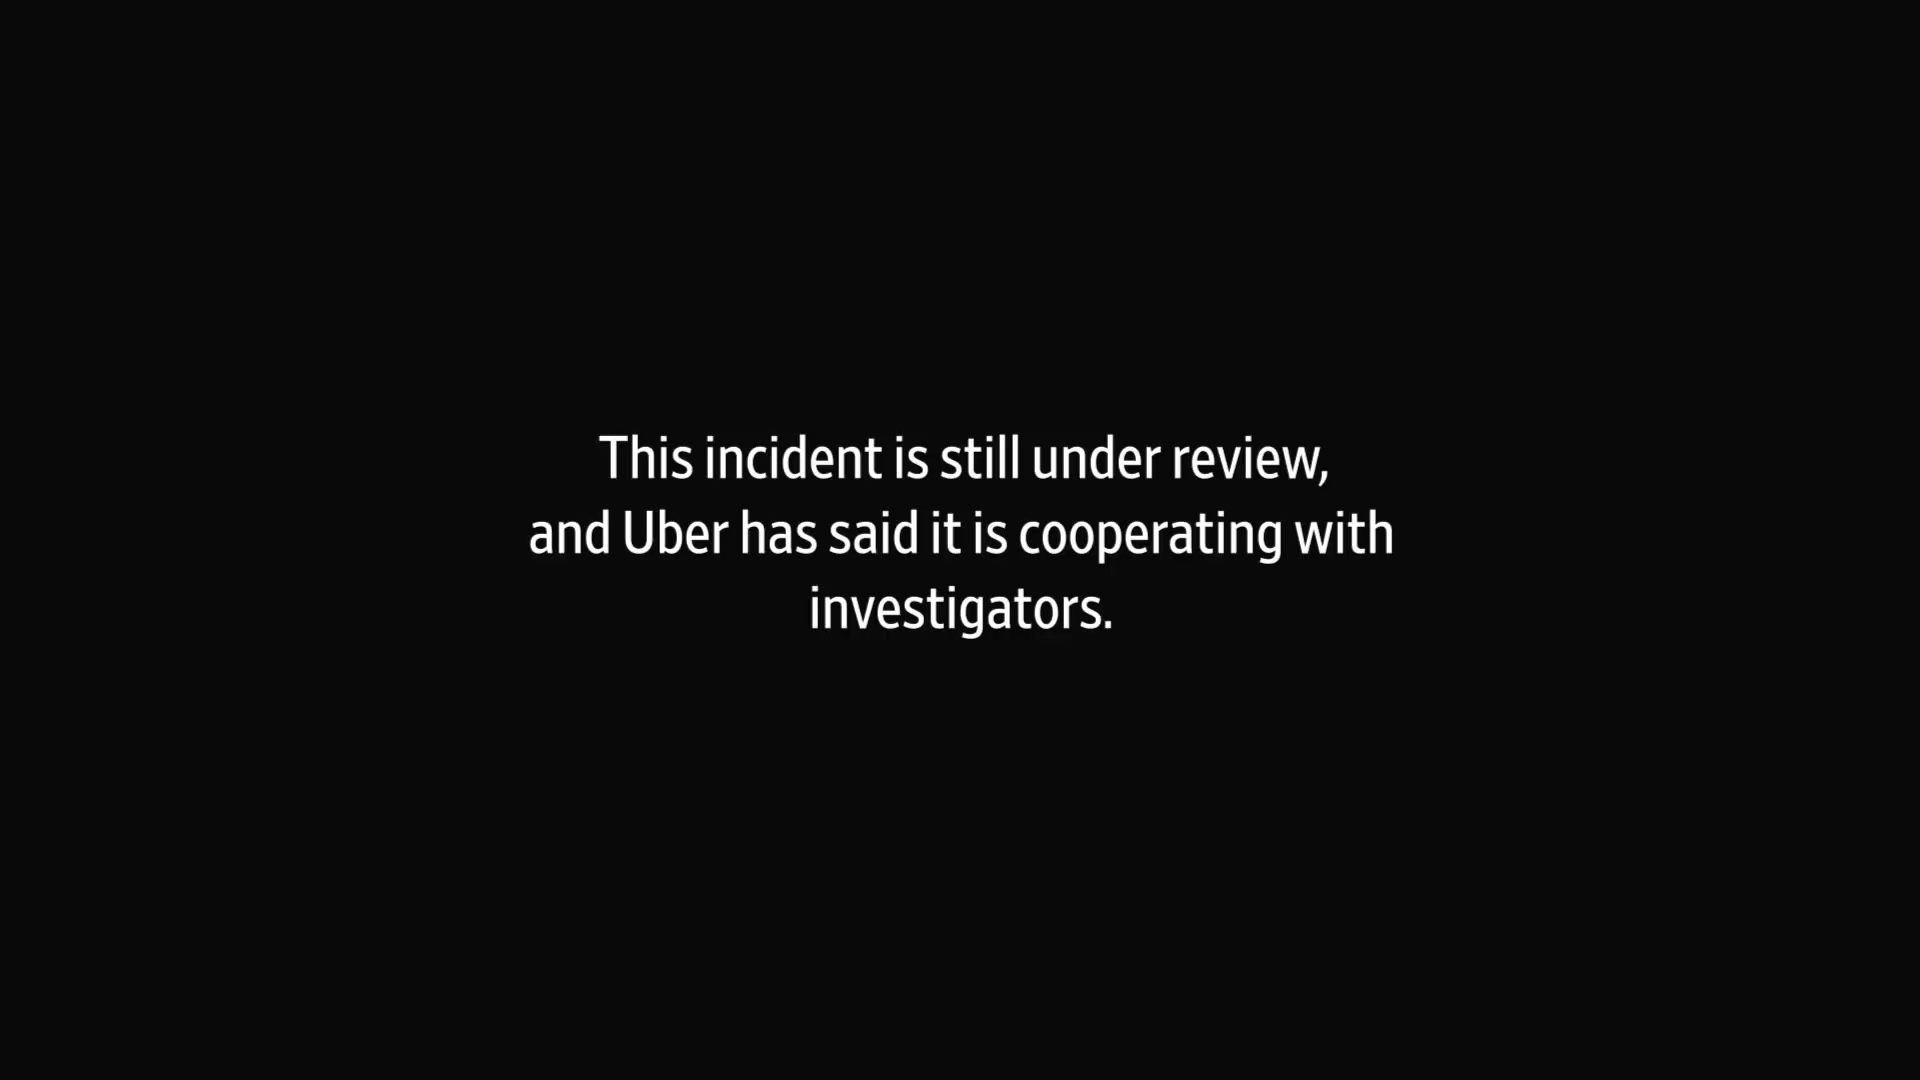 This incident is still under review,
and Uber has said it is cooperating with
investigators.